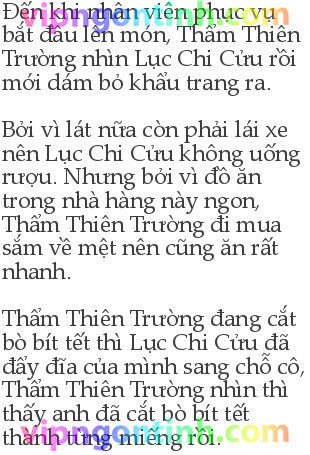 Đến khi nhân viên phục vụ
bắt đầu lên món, Thẩm Thiên
Trường nhìn Lục Chi Cửu rồi
mới dám bỏ khẩu trang ra.
Bởi vì lát nữa còn phải lái xe
nên Lục Chi Cửu không uống
rượu. Nhưng bởi vì đồ ăn
trong nhà hàng này ngon,
Thẩm Thiên Trường đi mua
sắm về mệt nên cũng ăn rất
nhanh.
Thẩm Thiên Trường đang cắt
bò bít tết thì Lục Chi Cửu đã
đẩy đĩa của mình sang chỗ cô,
Thẩm Thiên Trường nhìn thì
thấy anh đã cắt bò bít tết
thành từng miếng rồi.
vipngontinh.com
vipngontinh.com